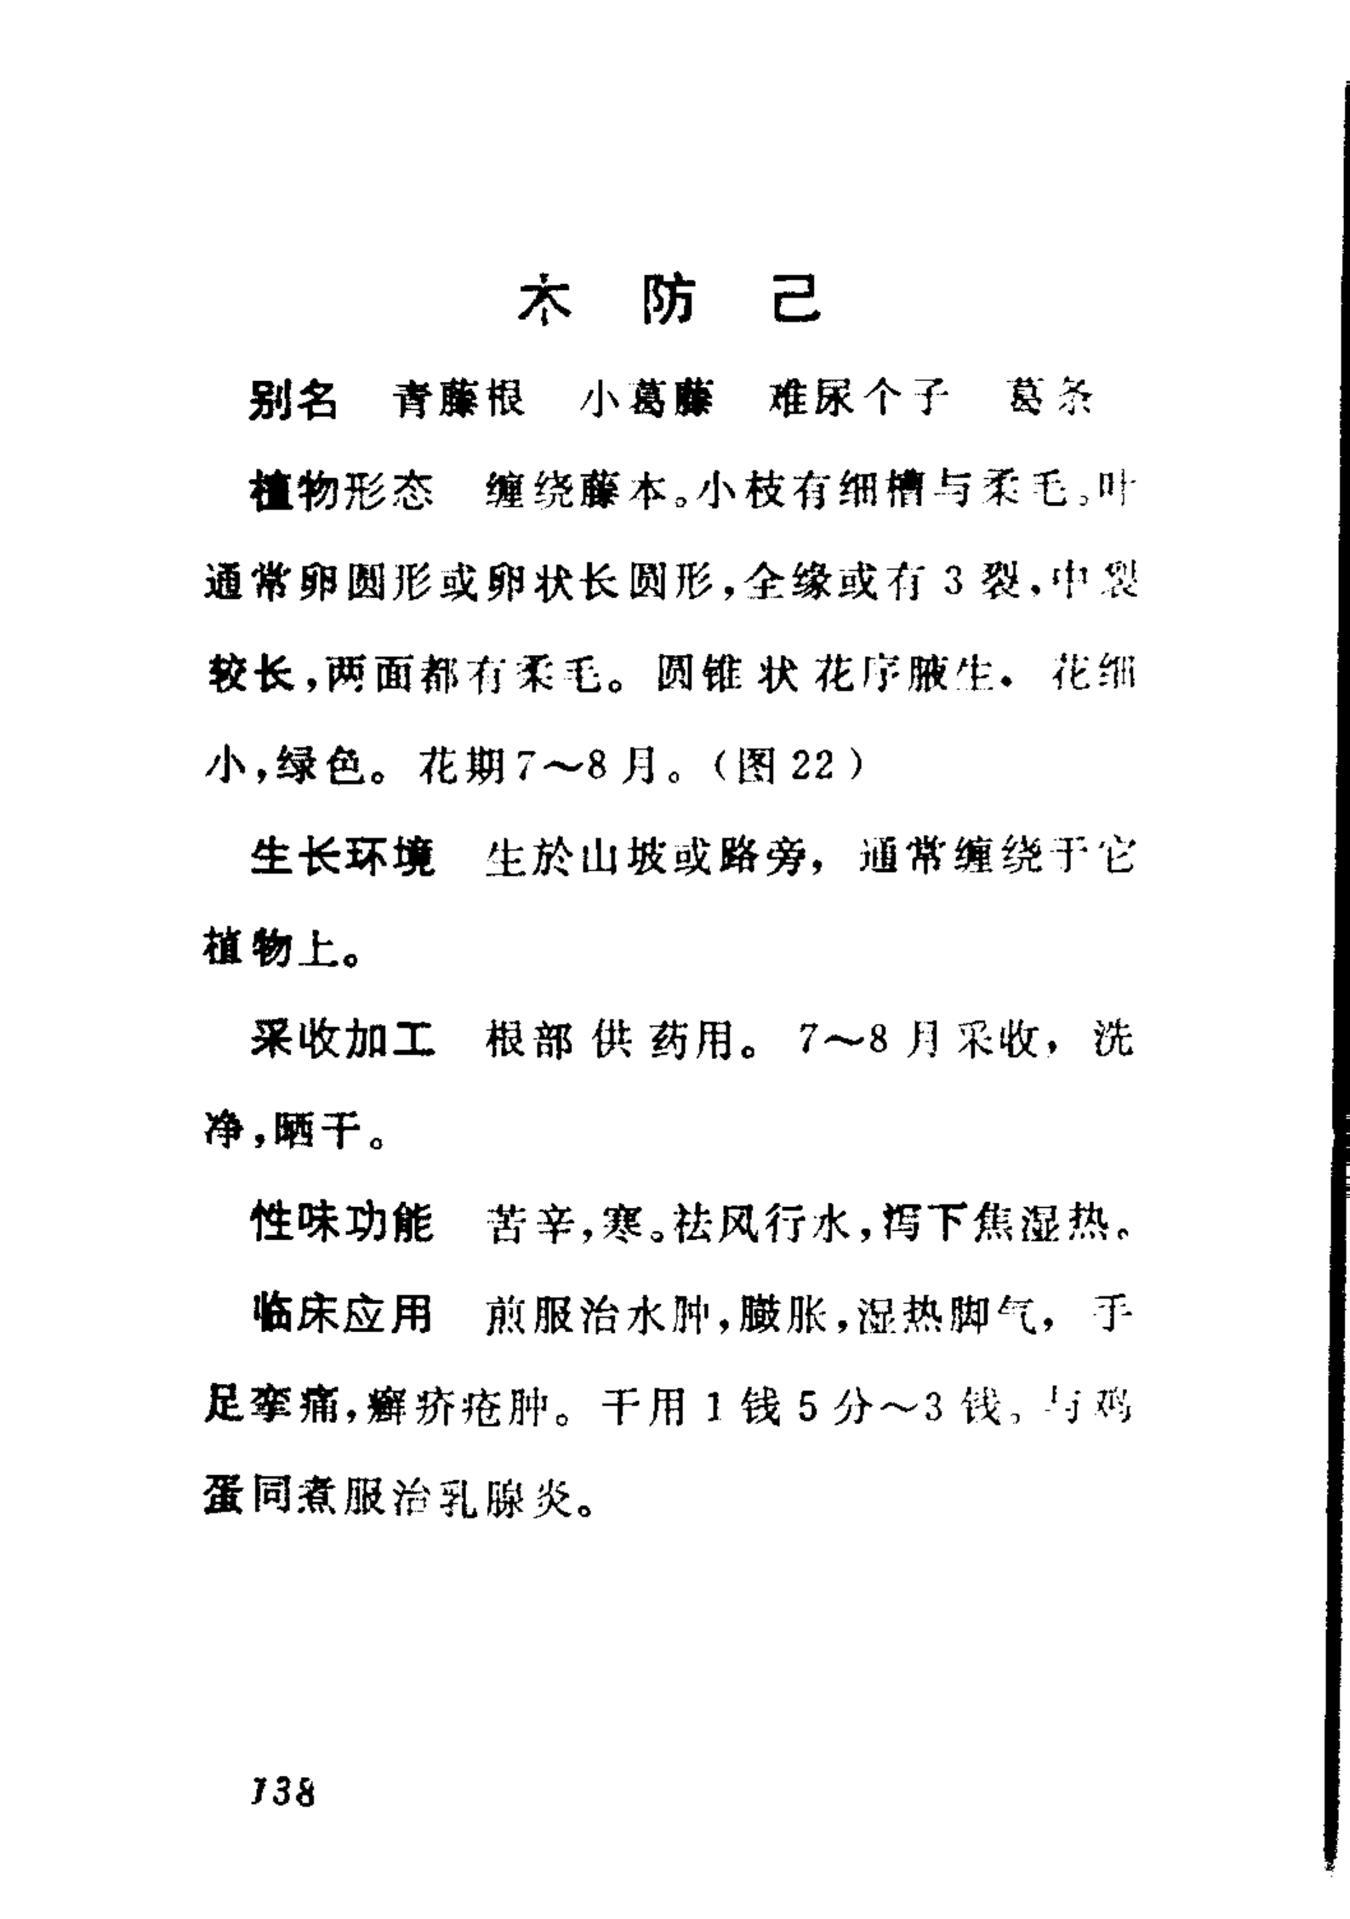 木防己
别名 青藤根 小葛藤 难尿个子 葛条
植物形态 缠绕藤本。小枝有细槽与柔毛。叶
通常卵圆形或卵状长圆形，全缘或有3裂，中裂
较长，两面都有柔毛。圆锥状花序腋生．花细
小，绿色。花期7～8月。（图22）
生长环境 生於山坡或路旁，通常缠绕于它
植物上。
采收加工 根部供药用。7～8月采收，洗
净，晒干。
性味功能 苦辛，寒。祛风行水，泻下焦湿热。
临床应用 煎服治水肿，臌胀，湿热脚气，手
足挛痛，癣疥疮肿。干用1钱5分～3钱。与鸡
蛋同煮服治乳腺炎。
138